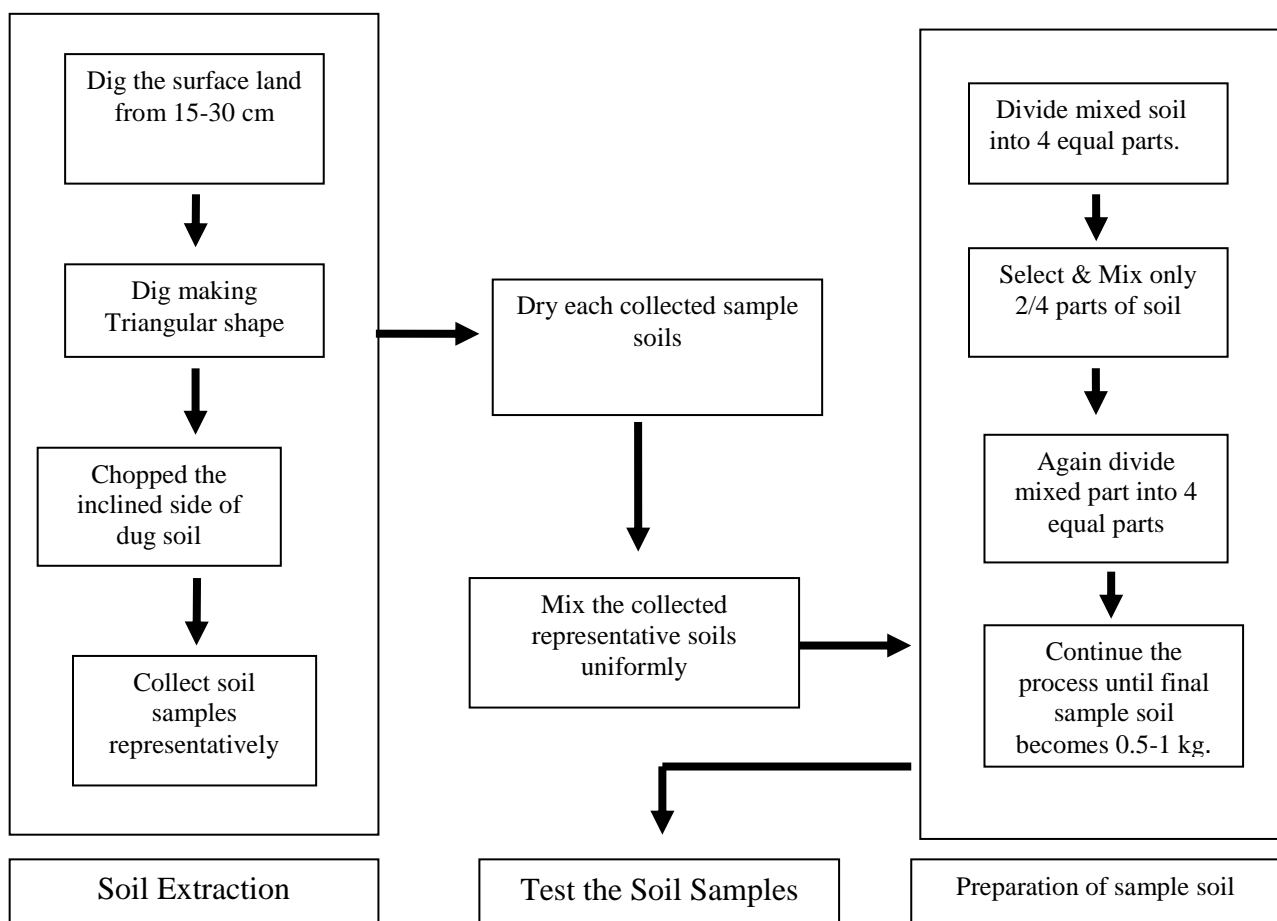 Dig the surface land
from 15-30 cm
Dig making
Triangular shape
Chopped the
inclined side of
dug soil
Collect soil
samples
representatively
Soil Extraction
Dry each collected sample
soils
Mix the collected
representative soils
uniformly
Test the Soil Samples
Divide mixed soil
into 4 equal parts.
Select & Mix only
2/4 parts of soil
Again divide
mixed part into 4
equal parts
Continue the
process until final
sample soil
becomes 0.5-1 kg.
Preparation of sample soil